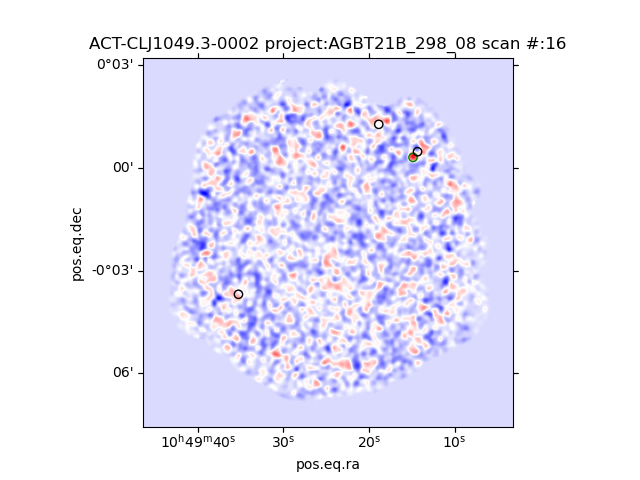 ACT-CLJ1049.3-0002 project:AGBT21B_298_08 scan #:16
0°03'
00'
-0°03'
06'
pos.eq.dec
10h49m40s 30s 20s 10s
pos.eq.ra